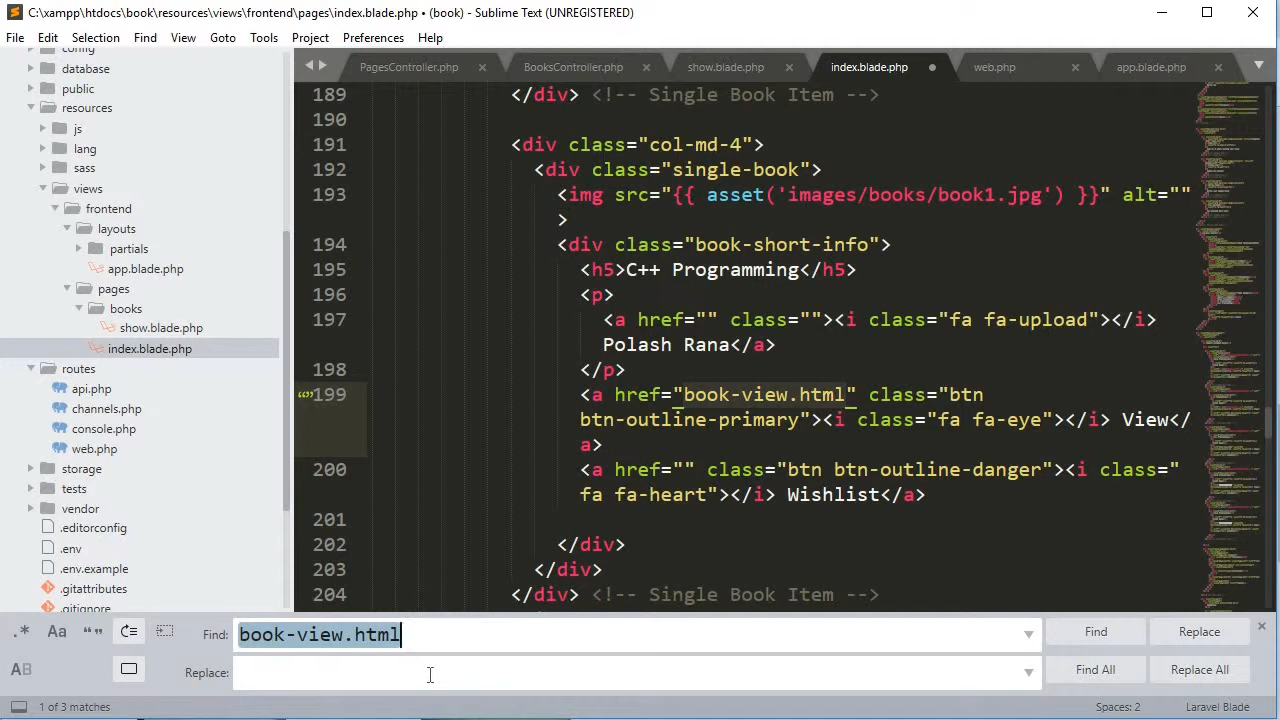 C:\xampp\htdocs\book\resources\views\frontend\pages\index.blade.php • (book) - Sublime Text (UNREGISTERED)
File Edit Selection Find View Goto Tools Project Preferences Help
config
database
public
resources
js
lang
sass
views
frontend
layouts
partials
app.blade.php
pages
books
show.blade.php
index.blade.php
routes
api.php
channels.php
console.php
web.php
storage
tests
vendor
.editorconfig
.env
.env.example
.gitattributes
.gitignore
PagesController.php BooksController.php show.blade.php index.blade.php web.php app.blade.php
189 </div> <!-- Single Book Item -->
190
191 <div class="col-md-4">
192 <div class="single-book">
193 <img src="{{ asset('images/books/book1.jpg') }}" alt=""
>
194 <div class="book-short-info">
195 <h5>C++ Programming</h5>
196 <p>
197 <a href="" class=""><i class="fa fa-upload"></i>
Polash Rana</a>
198 </p>
199 <a href="book-view.html" class="btn
btn-outline-primary"><i class="fa fa-eye"></i> View</
a>
200 <a href="" class="btn btn-outline-danger"><i class="
fa fa-heart"></i> Wishlist</a>
201
202 </div>
203 </div>
204 </div> <!-- Single Book Item -->
.* Aa “” Find: book-view.html Find Replace
AB Replace: Find All Replace All
1 of 3 matches Spaces: 2 Laravel Blade